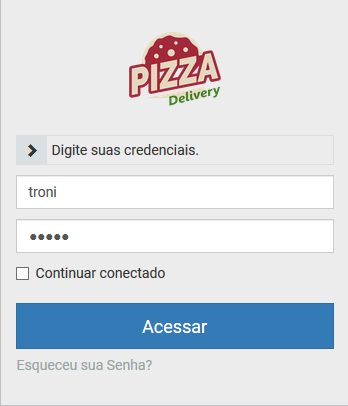 PIZZA
Delivery
Digite suas credenciais.
troni
•••••
Continuar conectado
Acessar
Esqueceu sua Senha?